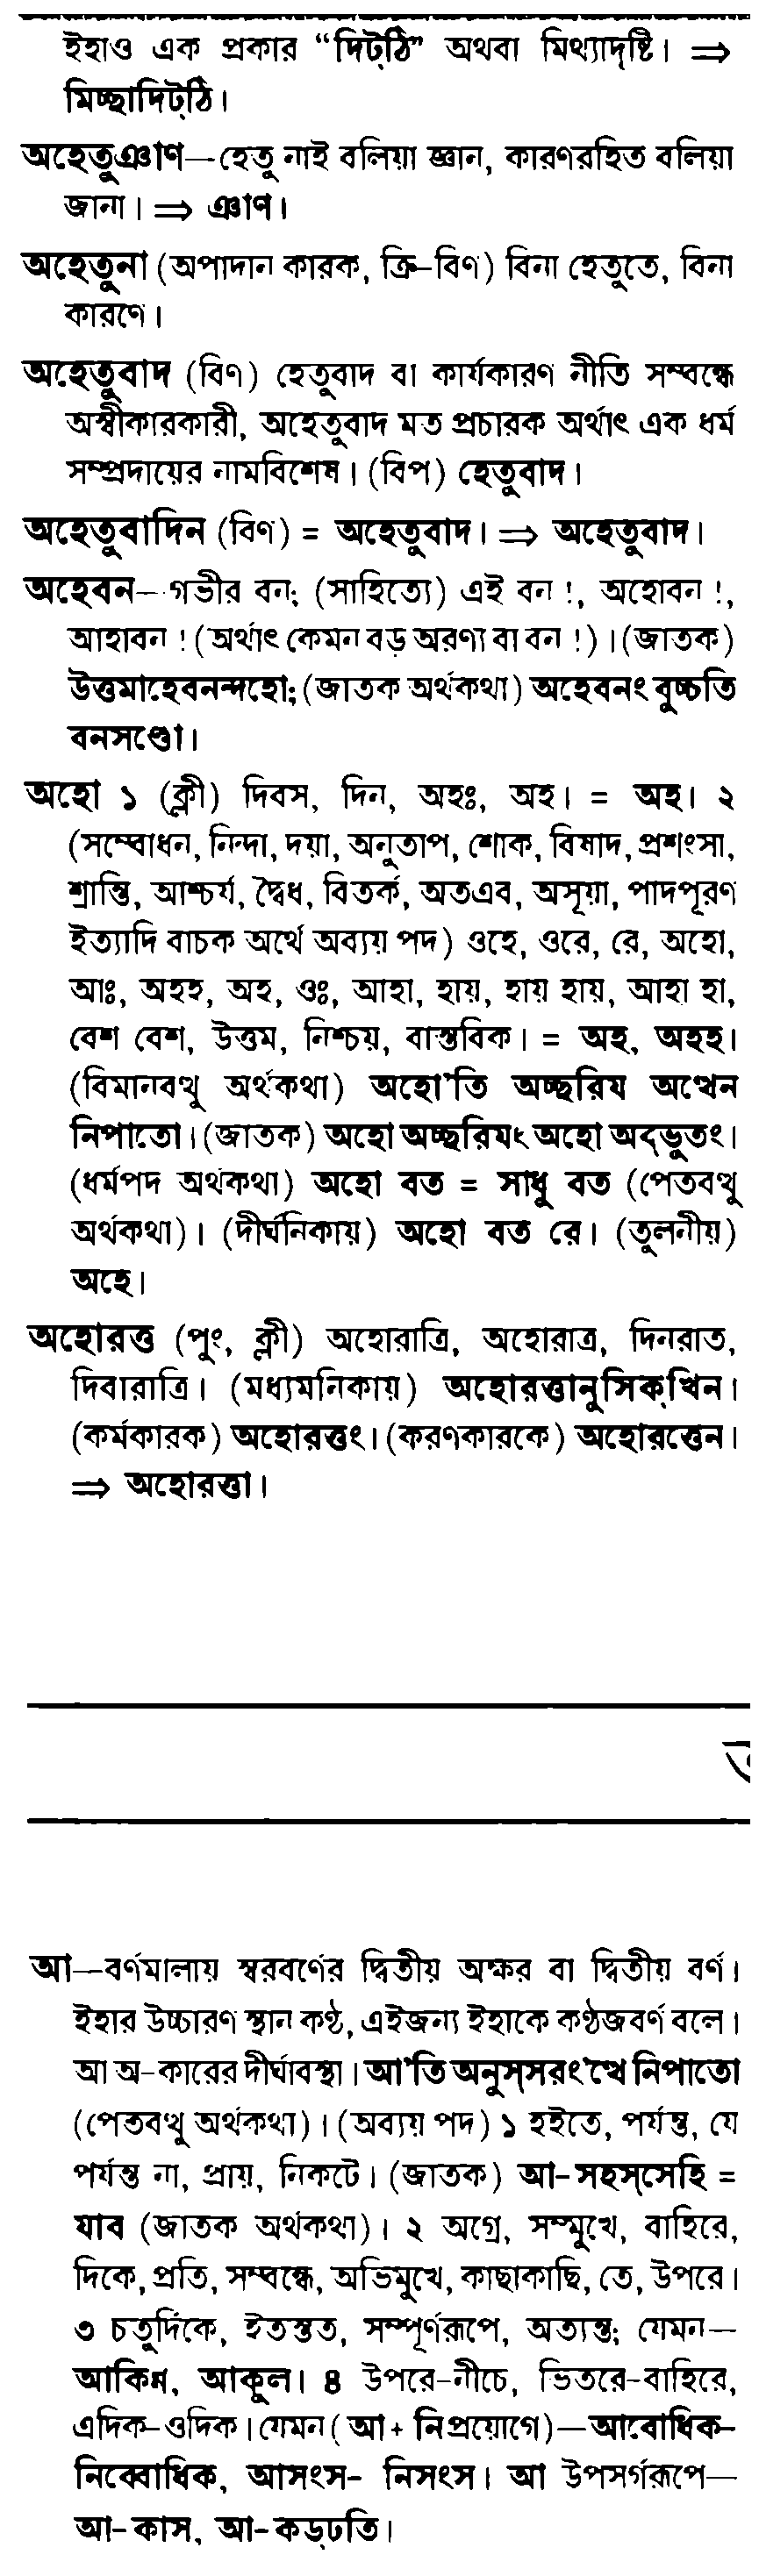 ইহাও এক প্রকার “দিট্‌ঠি” অথবা মিথ্যাদৃষ্টি। ⇒
মিচ্ছাদিট্‌ঠি।
অহেতুঞাণ—হেতু নাই বলিয়া জ্ঞান, কারণরহিত বলিয়া
জানা। ⇒ ঞাণ।
অহেতুনা (অপাদান কারক, ক্রি-বিণ) বিনা হেতুতে, বিনা
কারণে।
অহেতুবাদ (বিণ) হেতুবাদ বা কার্যকারণ নীতি সম্বন্ধে
অস্বীকারকারী, অহেতুবাদ মত প্রচারক অর্থাৎ এক ধর্ম
সম্প্রদায়ের নামবিশেষ। (বিপ) হেতুবাদ।
অহেতুবাদিন (বিণ) = অহেতুবাদ। ⇒ অহেতুবাদ।
অহেবন—গভীর বন; (সাহিত্যে) এই বন !, অহোবন !,
আহাবন ! (অর্থাৎ কেমন বড় অরণ্য বা বন !)। (জাতক)
উত্তমাহেবনন্দহো; (জাতক অর্থকথা) অহেবনং বুচ্চতি
বনসণ্ডো।
অহো ১ (ক্লী) দিবস, দিন, অহঃ, অহ। = অহ। ২
(সম্বোধন, নিন্দা, দয়া, অনুতাপ, শোক, বিষাদ, প্রশংসা,
শ্রান্তি, আশ্চর্য, দ্বৈধ, বিতর্ক, অতএব, অসূয়া, পাদপূরণ
ইত্যাদি বাচক অর্থে অব্যয় পদ) ওহে, ওরে, রে, অহো,
আঃ, অহহ, অহ, ওঃ, আহা, হায়, হায় হায়, আহা হা,
বেশ বেশ, উত্তম, নিশ্চয়, বাস্তবিক। = অহ, অহহ।
(বিমানবত্থু অর্থকথা) অহো'তি অচ্ছরিয অত্থেন
নিপাতো। (জাতক) অহো অচ্ছরিযং অহো অদ্ভুতং।
(ধর্মপদ অর্থকথা) অহো বত = সাধু বত (পেতবত্থু
অর্থকথা)। (দীর্ঘনিকায়) অহো বত রে। (তুলনীয়)
অহে।
অহোরত্ত (পুং, ক্লী) অহোরাত্রি, অহোরাত্র, দিনরাত,
দিবারাত্রি। (মধ্যমনিকায়) অহোরত্তানুসিক্‌খিন।
(কর্মকারক) অহোরত্তং। (করণকারকে) অহোরত্তেন।
⇒ অহোরত্তা।
আ—বর্ণমালায় স্বরবর্ণের দ্বিতীয় অক্ষর বা দ্বিতীয় বর্ণ।
ইহার উচ্চারণ স্থান কণ্ঠ, এইজন্য ইহাকে কণ্ঠজবর্ণ বলে।
আ অ-কারের দীর্ঘাবস্থা। আ'তি অনুস্‌সরং'ত্থে নিপাতো
(পেতবত্থু অর্থকথা)। (অব্যয় পদ) ১ হইতে, পর্যন্ত, যে
পর্যন্ত না, প্রায়, নিকটে। (জাতক) আ-সহস্‌সেহি =
যাব (জাতক অর্থকথা)। ২ অগ্রে, সম্মুখে, বাহিরে,
দিকে, প্রতি, সম্বন্ধে, অভিমুখে, কাছাকাছি, তে, উপরে।
৩ চতুর্দিকে, ইতস্তত, সম্পূর্ণরূপে, অত্যন্ত; যেমন—
আকিণ্ন, আকুল। ৪ উপরে-নীচে, ভিতরে-বাহিরে,
এদিক-ওদিক। যেমন (আ + নি প্রয়োগে)—আবোধিক-
নিব্বোধিক, আসংস- নিসংস। আ উপসর্গরূপে—
আ-কাস, আ-কড্‌ঢতি।